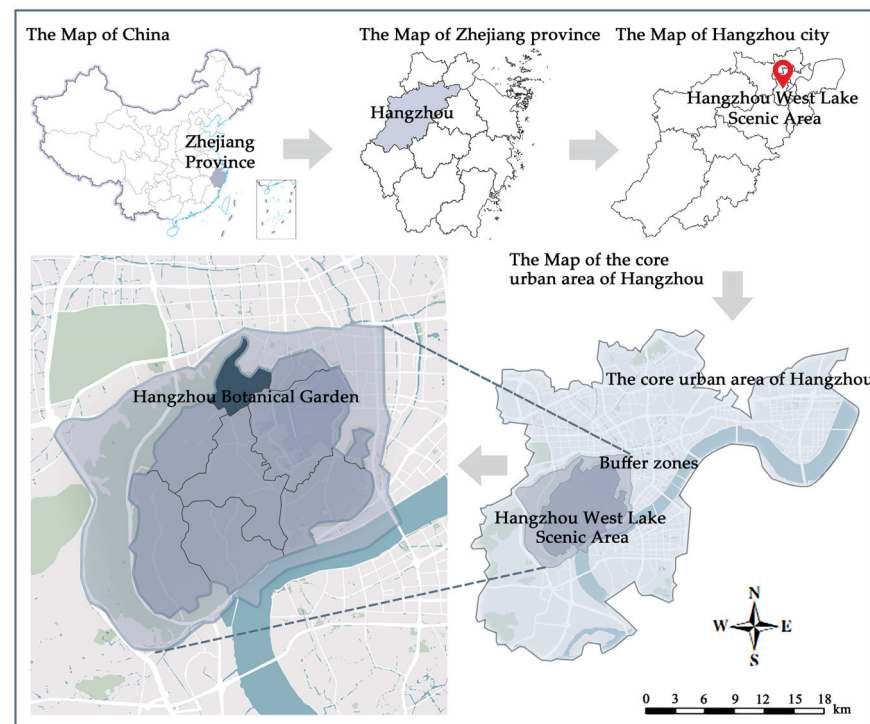 The Map of China
The Map of Zhejiang province
The Map of Hangzhou city
Zhejiang
Province
Hangzhou
Hangzhou West Lake
Scenic Area
The Map of the core
urban area of Hangzhou
Hangzhou Botanical Garden
The core urban area of Hangzhou
Buffer zones
Hangzhou West Lake
Scenic Area
N
W E
S
0 3 6 9 12 14 18
km